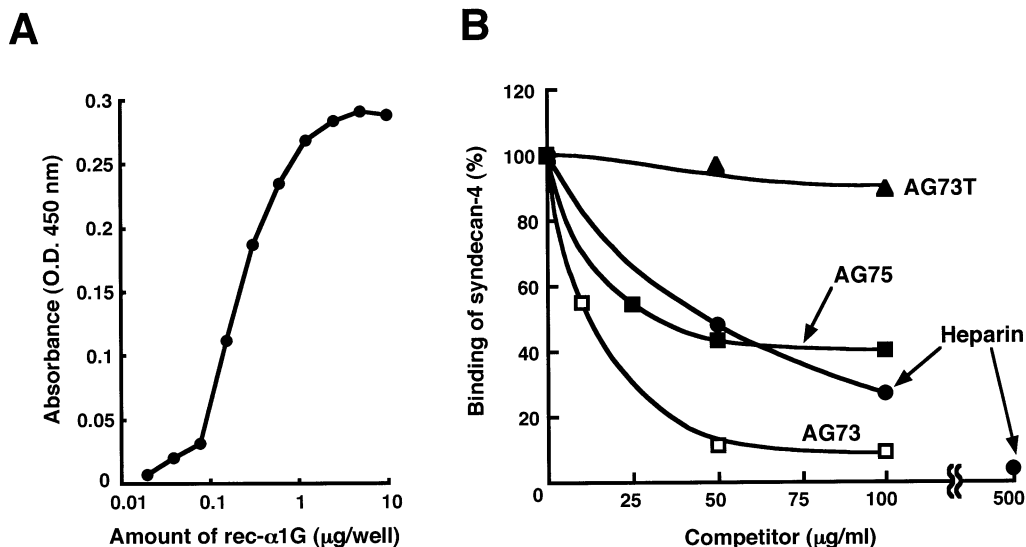 A
B
0.3
0.25
0.2
0.15
0.1
0.05
0
0.01
0.1
1
10
Absorbance (O.D. 450 nm)
Amount of rec-α1G (μg/well)
120
100
80
60
40
20
0
25
50
75
100
500
Binding of syndecan-4 (%)
Competitor (μg/ml)
AG73T
AG75
Heparin
AG73